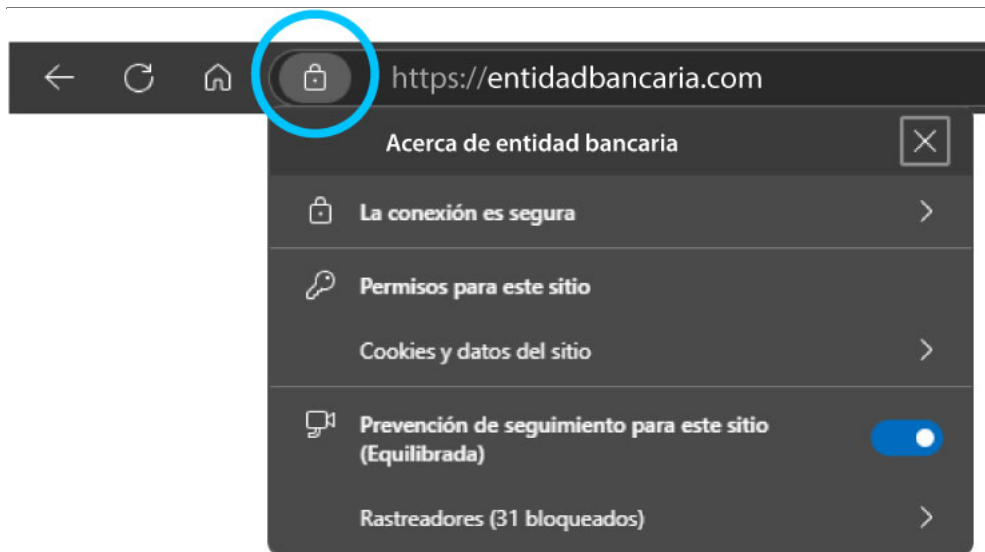 https://entidadbancaria.com
Acerca de entidad bancaria
La conexión es segura
Permisos para este sitio
Cookies y datos del sitio
Prevención de seguimiento para este sitio
(Equilibrada)
Rastreadores (31 bloqueados)